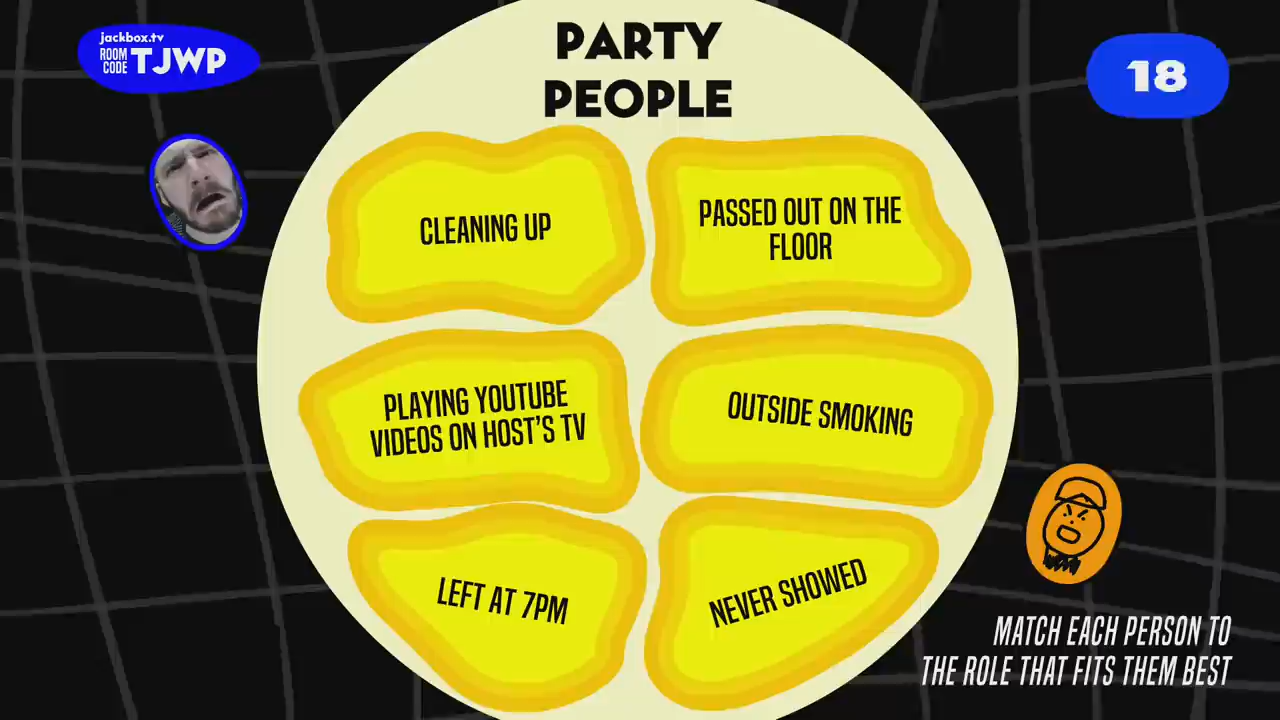 jackbox.tv
ROOM CODE TJWP
PARTY
PEOPLE
18
CLEANING UP
PASSED OUT ON THE
FLOOR
PLAYING YOUTUBE
VIDEOS ON HOST'S TV
OUTSIDE SMOKING
LEFT AT 7PM
NEVER SHOWED
MATCH EACH PERSON TO
THE ROLE THAT FITS THEM BEST